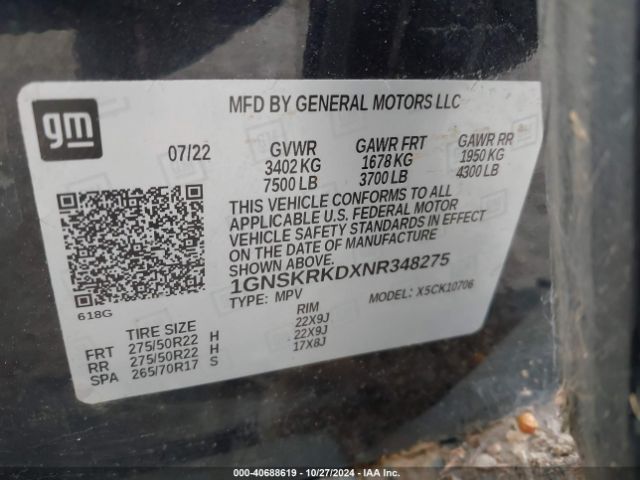 gm
MFD BY GENERAL MOTORS LLC
07/22 GVWR GAWR FRT GAWR RR
3402 KG 1678 KG 1950 KG
7500 LB 3700 LB 4300 LB
THIS VEHICLE CONFORMS TO ALL
APPLICABLE U.S. FEDERAL MOTOR
VEHICLE SAFETY STANDARDS IN EFFECT
ON THE DATE OF MANUFACTURE
SHOWN ABOVE.
1GNSKRKDXNR348275
TYPE: MPV MODEL: X5CK10706
618G
TIRE SIZE RIM
FRT 275/50R22 H 22X9J
RR 275/50R22 H 22X9J
SPA 265/70R17 S 17X8J
000-40688619 - 10/27/2024 - IAA Corp.